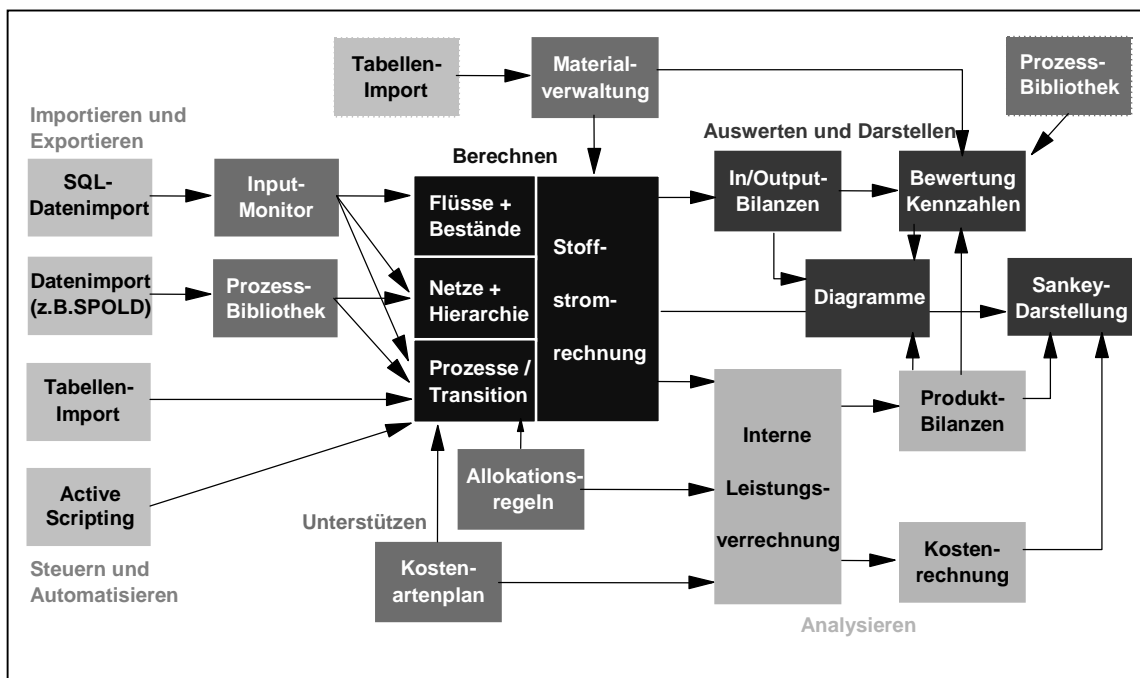 Tabellen-
Import
Material-
verwaltung
Prozess-
Bibliothek
Importieren und
Exportieren
Auswerten und Darstellen
Berechnen
SQL-
Datenimport
Input-
Monitor
Flüsse +
Bestände
Stoff-
strom-
rechnung
In/Output-
Bilanzen
Bewertung
Kennzahlen
Datenimport
(z.B.SPOLD)
Prozess-
Bibliothek
Netze +
Hierarchie
Diagramme
Sankey-
Darstellung
Prozesse /
Transition
Tabellen-
Import
Interne
Leistungs-
verrechnung
Produkt-
Bilanzen
Active
Scripting
Allokations-
regeln
Unterstützen
Steuern und
Automatisieren
Kosten-
artenplan
Kosten-
rechnung
Analysieren